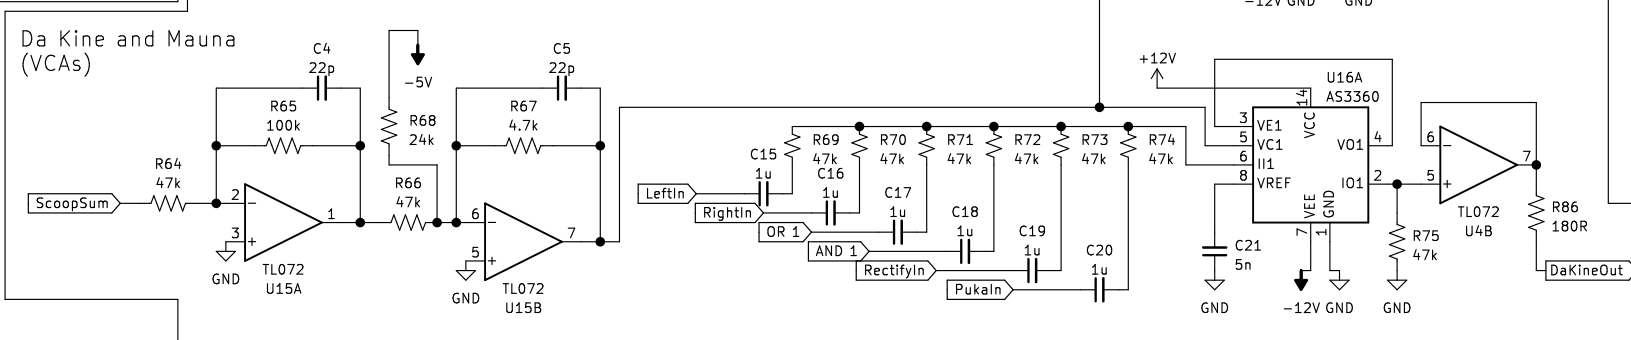 -12V GND GND
Da Kine and Mauna
(VCAs)
C4
22p
R65
100k
R64
47k
ScoopSum
2
-
3
+
1
GND
TL072
U15A
-5V
R68
24k
R66
47k
C5
22p
R67
4.7k
6
-
5
+
7
GND
TL072
U15B
R69
47k
R70
47k
R71
47k
R72
47k
R73
47k
R74
47k
C15
1u
C16
1u
C17
1u
C18
1u
C19
1u
C20
1u
LeftIn
RightIn
OR 1
AND 1
RectifyIn
PukaIn
+12V
U16A
AS3360
14
VCC
3
VE1
5
VC1
6
II1
8
VREF
4
VO1
2
IO1
VEE
GND
7
1
C21
5n
GND
-12V GND
R75
47k
GND
6
-
5
+
7
TL072
U4B
R86
180R
DaKineOut